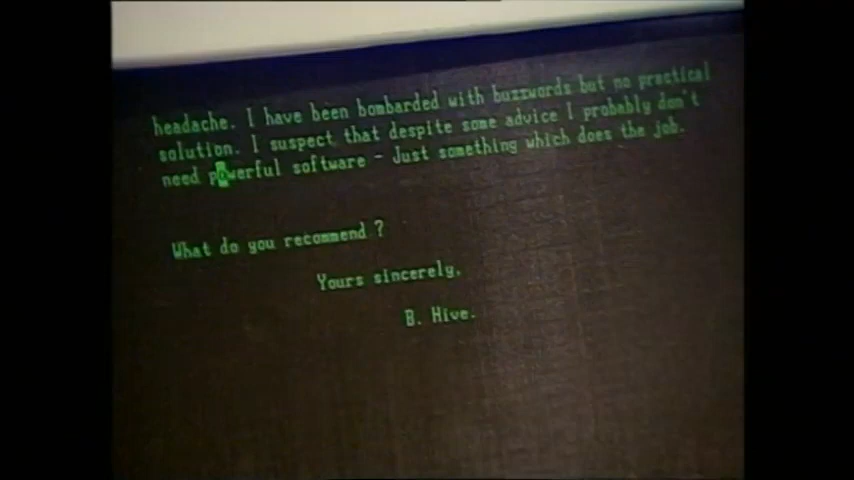 headache. I have been bombarded with buzzwords but no practical
solution. I suspect that despite some advice I probably don't
need powerful software - Just something which does the job.
What do you recommend ?
Yours sincerely,
B. Hive.